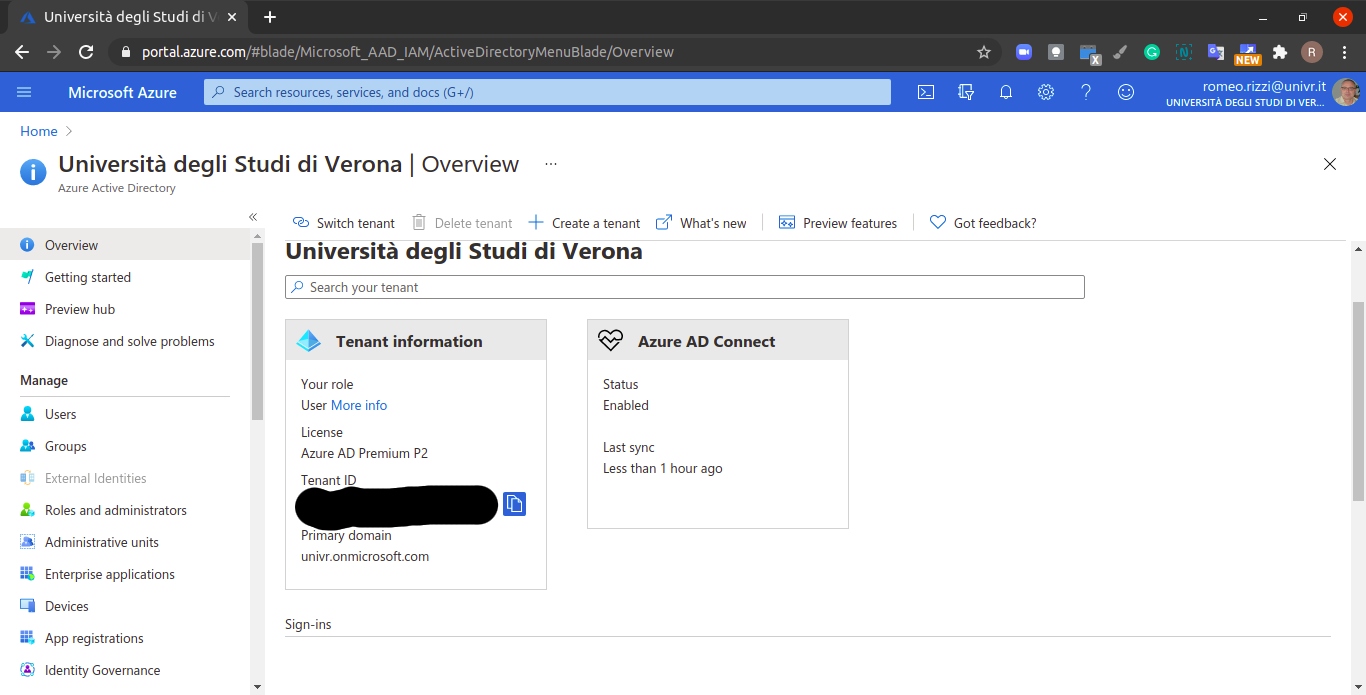 Università degli Studi di V
portal.azure.com/#blade/Microsoft_AAD_IAM/ActiveDirectoryMenuBlade/Overview
X
G
N
NEW
R
Microsoft Azure
Search resources, services, and docs (G+/)
romeo.rizzi@univr.it
UNIVERSITÀ DEGLI STUDI DI VER...
Home
Università degli Studi di Verona | Overview
...
Azure Active Directory
Switch tenant
Delete tenant
Create a tenant
What's new
Preview features
Got feedback?
Overview
Getting started
Preview hub
Diagnose and solve problems
Manage
Users
Groups
External Identities
Roles and administrators
Administrative units
Enterprise applications
Devices
App registrations
Identity Governance
Università degli Studi di Verona
Search your tenant
Tenant information
Your role
User More info
License
Azure AD Premium P2
Tenant ID
Primary domain
univr.onmicrosoft.com
Azure AD Connect
Status
Enabled
Last sync
Less than 1 hour ago
Sign-ins